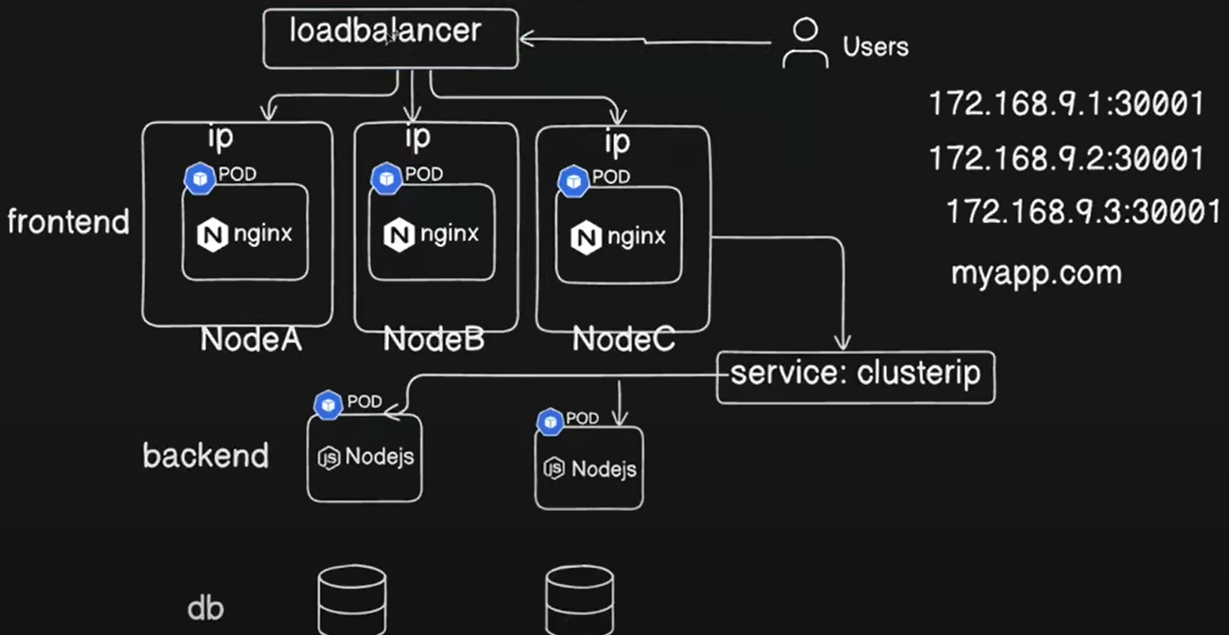 loadbalancer
Users
172.168.9.1:30001
172.168.9.2:30001
172.168.9.3:30001
myapp.com
frontend
ip
POD
N nginx
NodeA
ip
POD
N nginx
NodeB
ip
POD
N nginx
NodeC
service: clusterip
backend
POD
JS Nodejs
POD
JS Nodejs
db